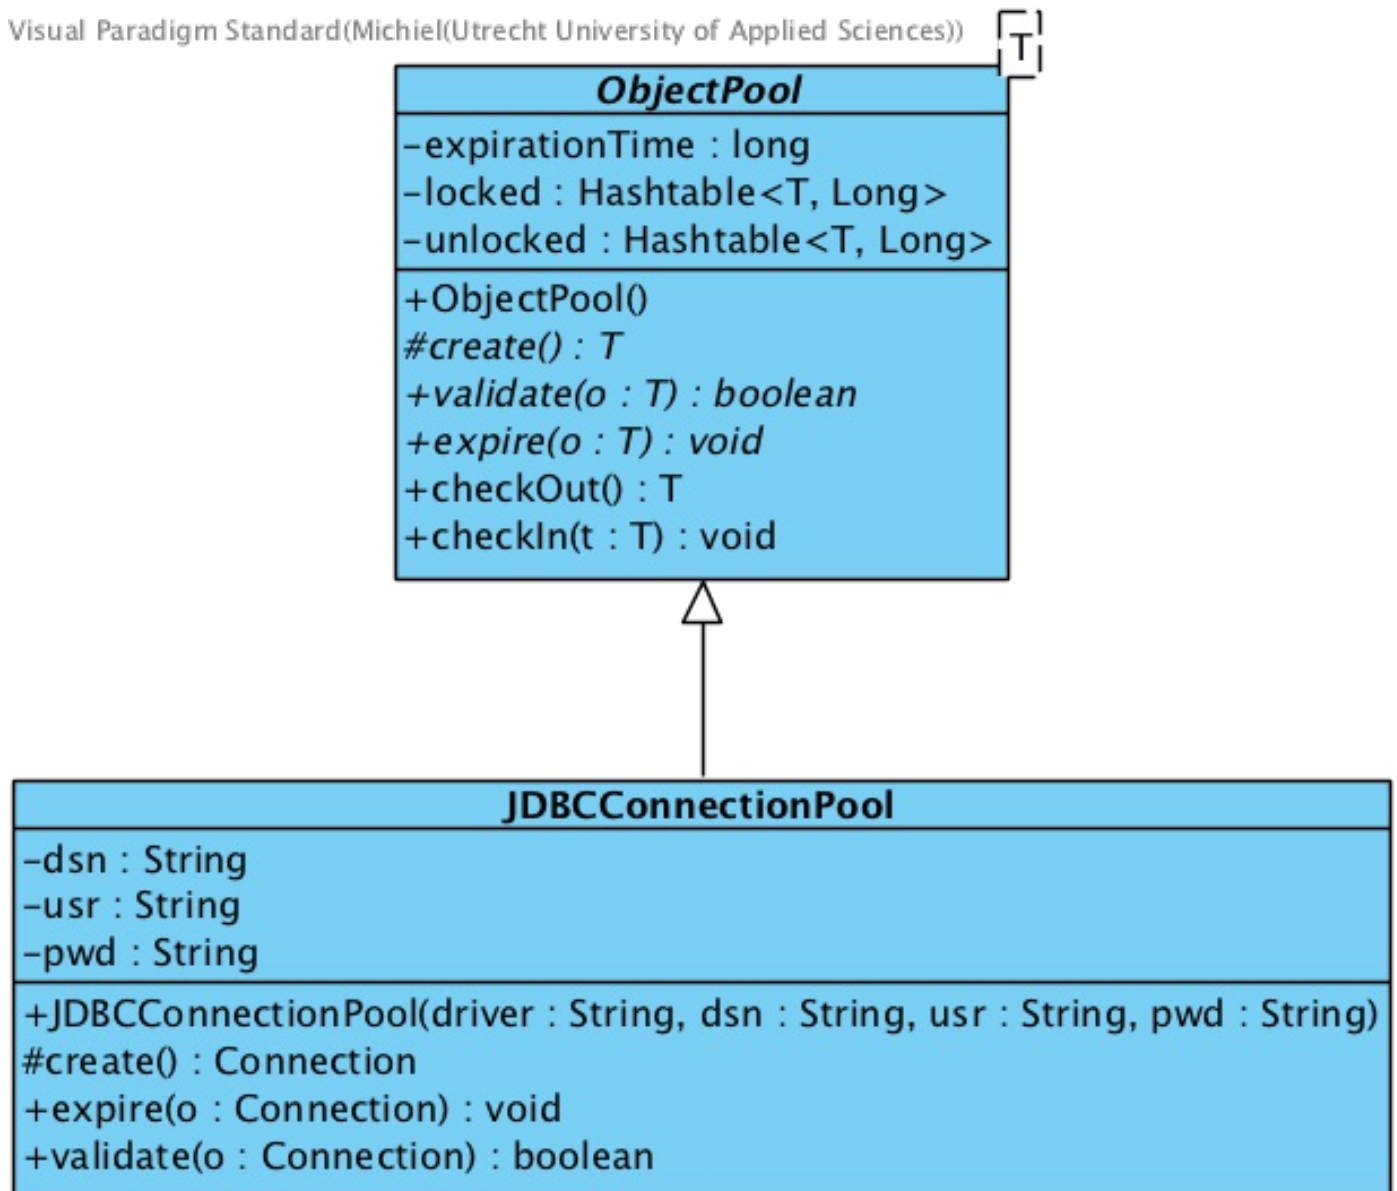 Visual Paradigm Standard(Michiel(Utrecht University of Applied Sciences))
T
ObjectPool
-expirationTime : long
-locked : Hashtable<T, Long>
-unlocked : Hashtable<T, Long>
+ObjectPool()
#create() : T
+validate(o : T) : boolean
+expire(o : T) : void
+checkOut() : T
+checkIn(t : T) : void
JDBCConnectionPool
-dsn : String
-usr : String
-pwd : String
+JDBCConnectionPool(driver : String, dsn : String, usr : String, pwd : String)
#create() : Connection
+expire(o : Connection) : void
+validate(o : Connection) : boolean